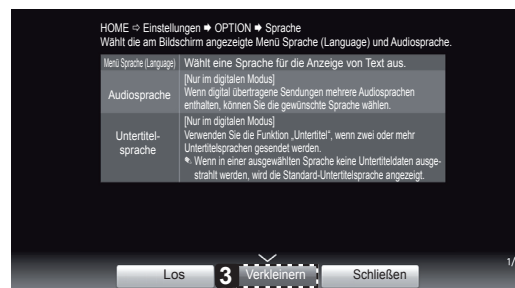 HOME ⇨ Einstellungen ➡ OPTION ➡ Sprache
Wählt die am Bildschirm angezeigte Menü Sprache (Language) und Audiosprache.
Menü Sprache (Language) Wählt eine Sprache für die Anzeige von Text aus.
Audiosprache
[Nur im digitalen Modus]
Wenn digital übertragene Sendungen mehrere Audiosprachen
enthalten, können Sie die gewünschte Sprache wählen.
Untertitel-
sprache
[Nur im digitalen Modus]
Verwenden Sie die Funktion „Untertitel“, wenn zwei oder mehr
Untertitelsprachen gesendet werden.
Wenn in einer ausgewählten Sprache keine Untertiteldaten ausge-
strahlt werden, wird die Standard-Untertitelsprache angezeigt.
1/
Los 3 Verkleinern Schließen